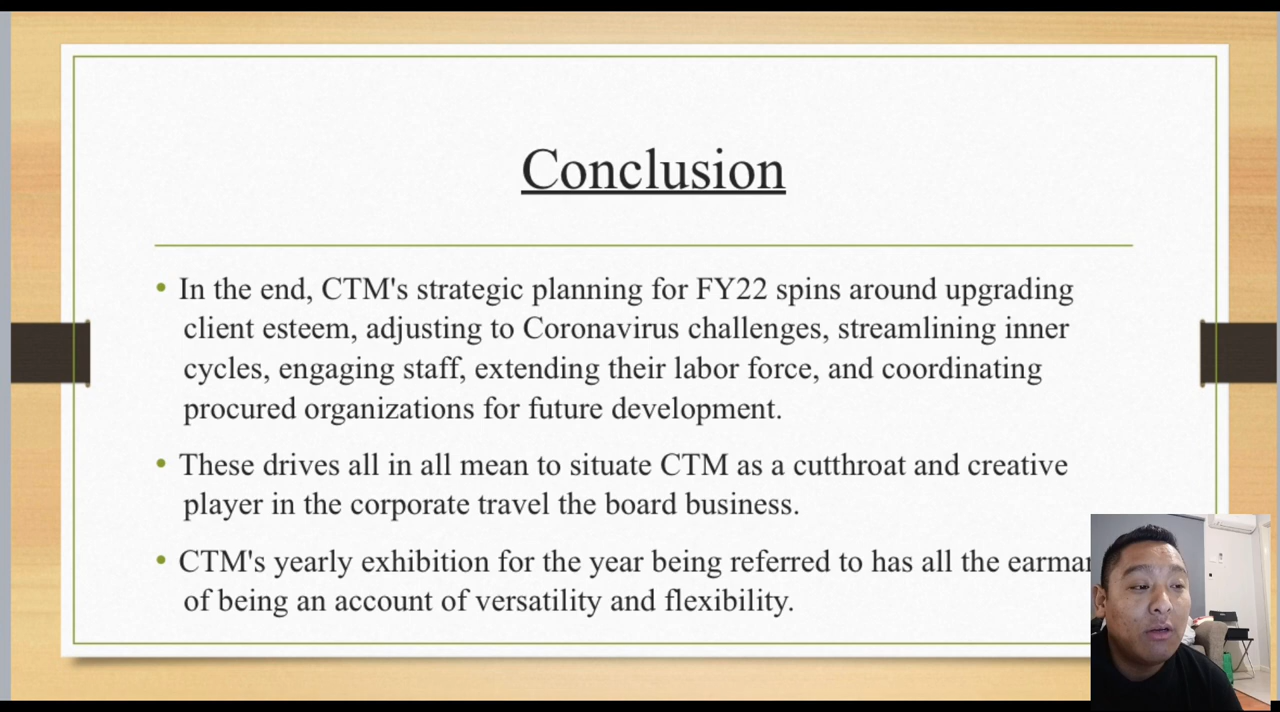 Conclusion
• In the end, CTM's strategic planning for FY22 spins around upgrading
client esteem, adjusting to Coronavirus challenges, streamlining inner
cycles, engaging staff, extending their labor force, and coordinating
procured organizations for future development.
• These drives all in all mean to situate CTM as a cutthroat and creative
player in the corporate travel the board business.
• CTM's yearly exhibition for the year being referred to has all the
of being an account of versatility and flexibility.